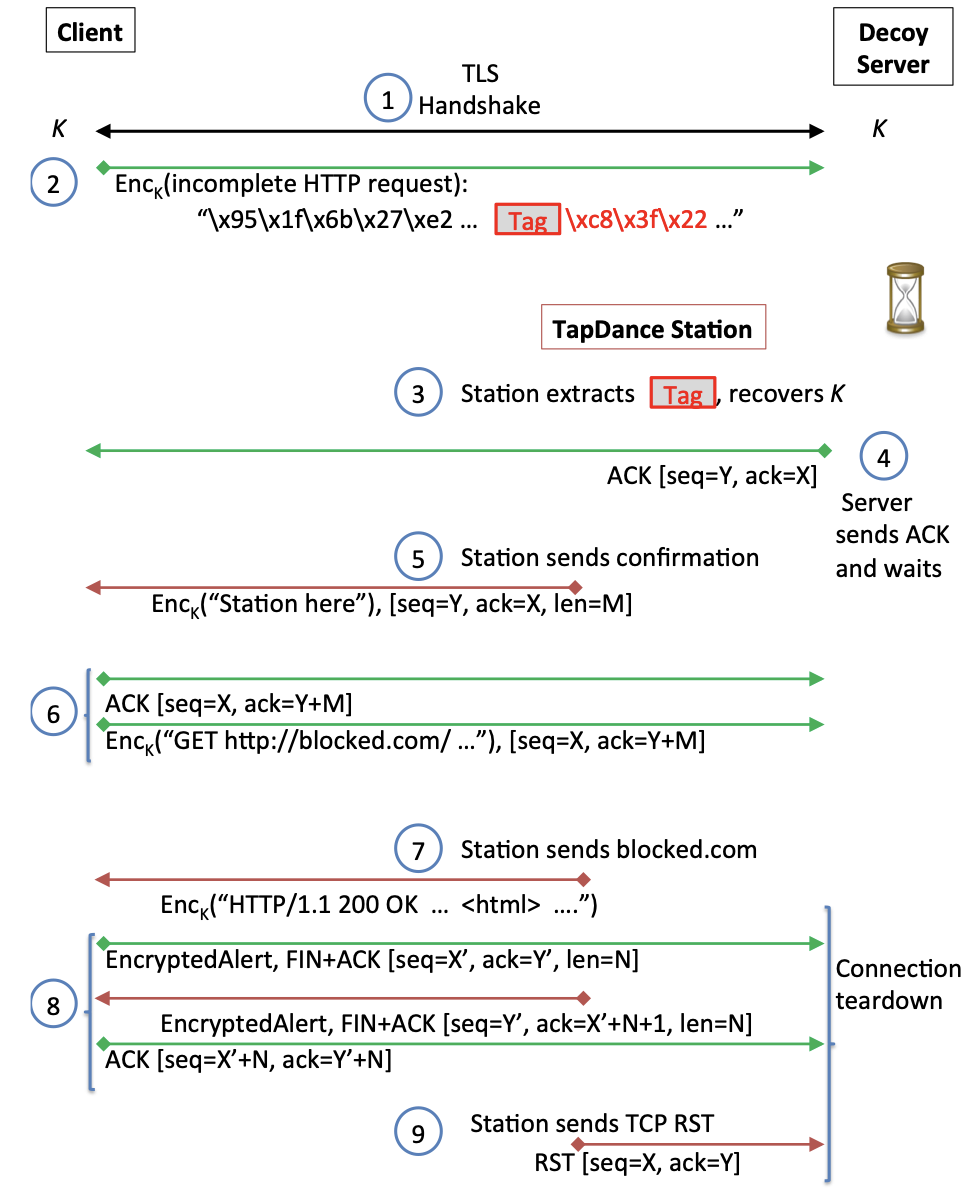 Client
Decoy
Server
1
TLS
Handshake
K
K
2
EncK(incomplete HTTP request):
“\x95\x1f\x6b\x27\xe2 … Tag \xc8\x3f\x22 …”
TapDance Station
3
Station extracts Tag, recovers K
4
ACK [seq=Y, ack=X]
Server
sends ACK
and waits
5
Station sends confirmation
EncK(“Station here”), [seq=Y, ack=X, len=M]
6
ACK [seq=X, ack=Y+M]
EncK(“GET http://blocked.com/ …”), [seq=X, ack=Y+M]
7
Station sends blocked.com
EncK(“HTTP/1.1 200 OK … <html> ….”)
8
EncryptedAlert, FIN+ACK [seq=X’, ack=Y’, len=N]
Connection
teardown
EncryptedAlert, FIN+ACK [seq=Y’, ack=X’+N+1, len=N]
ACK [seq=X’+N, ack=Y’+N]
9
Station sends TCP RST
RST [seq=X, ack=Y]